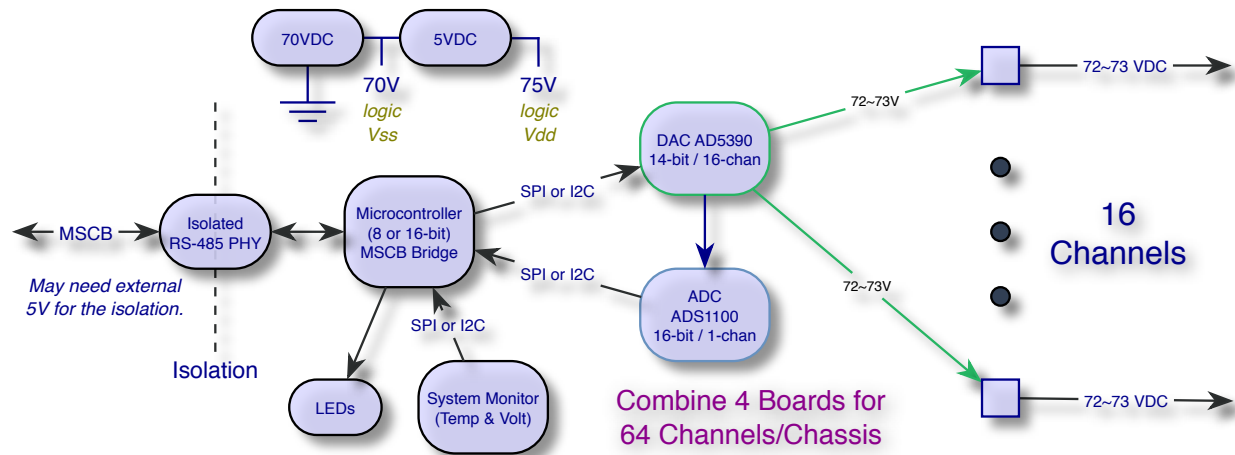 70VDC
5VDC
70V
logic
Vss
75V
logic
Vdd
72~73 VDC
72~73V
DAC AD5390
14-bit / 16-chan
SPI or I2C
MSCB
Isolated
RS-485 PHY
Microcontroller
(8 or 16-bit)
MSCB Bridge
16
Channels
May need external
5V for the isolation.
SPI or I2C
72~73V
ADC
ADS1100
16-bit / 1-chan
SPI or I2C
Isolation
LEDs
System Monitor
(Temp & Volt)
Combine 4 Boards for
64 Channels/Chassis
72~73 VDC